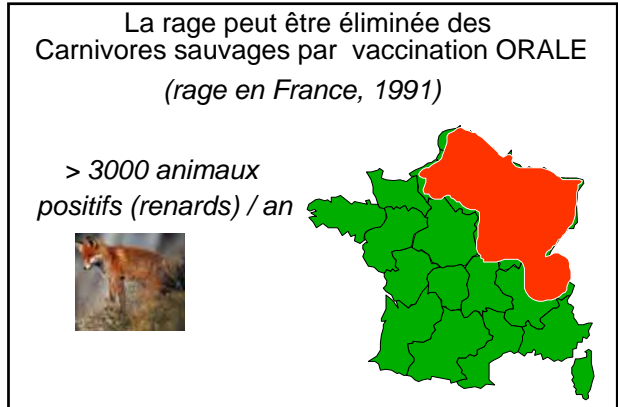 La rage peut être éliminée des
Carnivores sauvages par vaccination ORALE
(rage en France, 1991)
> 3000 animaux
positifs (renards) / an